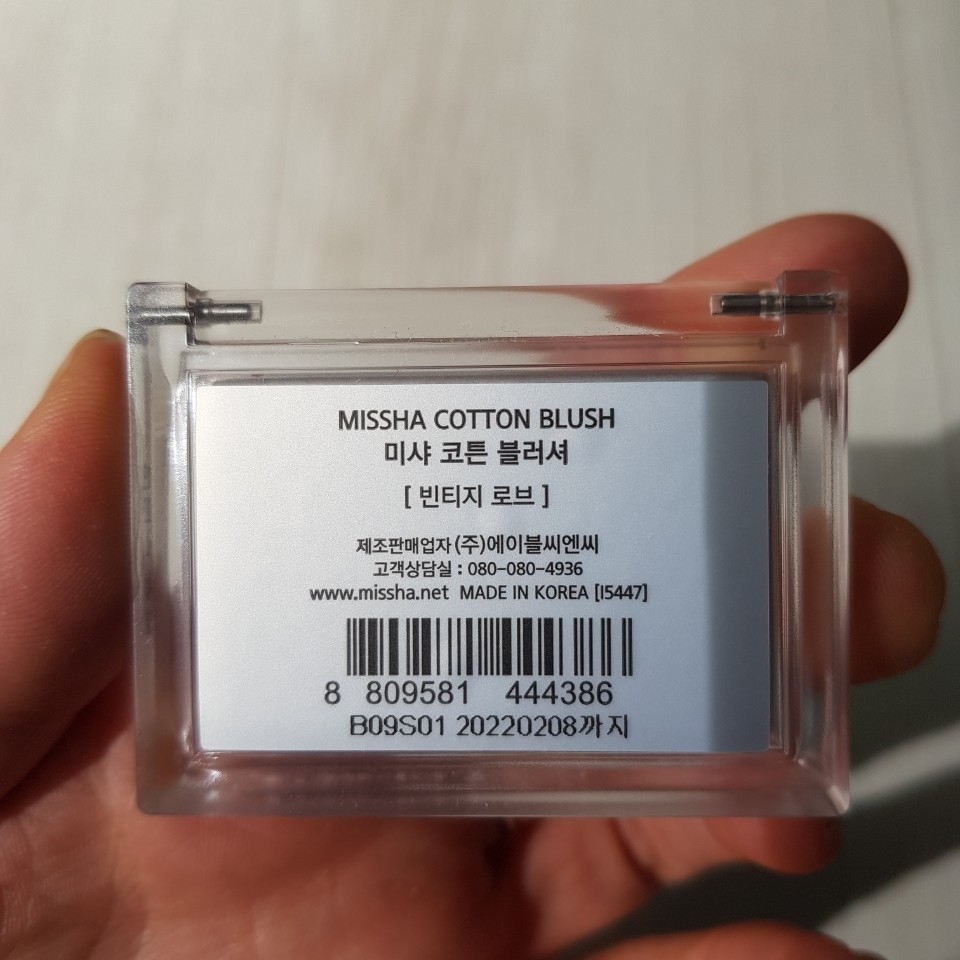 MISSHA COTTON BLUSH
미샤 코튼 블러셔
[ 빈티지 로브 ]
제조판매업자 (주)에이블씨엔씨
고객상담실 : 080-080-4936
www.missha.net MADE IN KOREA [I5447]
8 809581 444386
B09S01 20220208까지